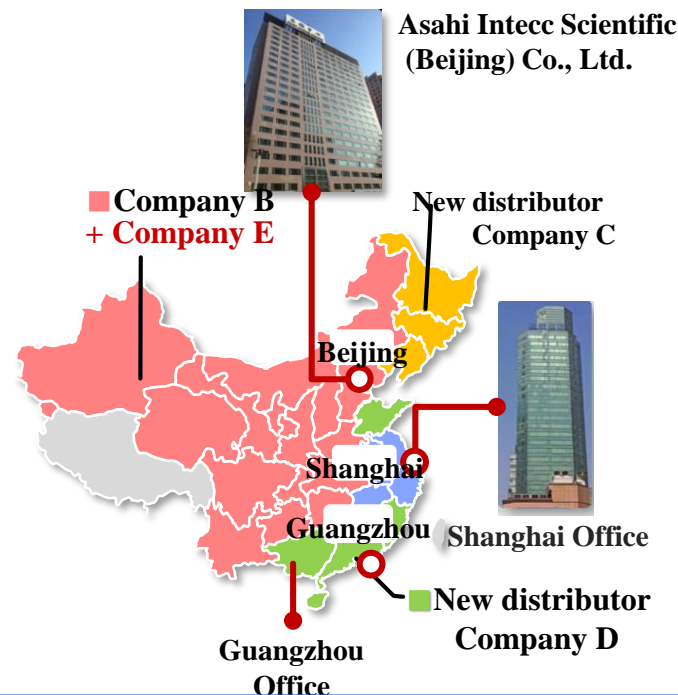 Asahi Intecc Scientific
(Beijing) Co., Ltd.
Company B
+ Company E
New distributor
Company C
Beijing
Shanghai
Guangzhou
Shanghai Office
New distributor
Company D
Guangzhou
Office